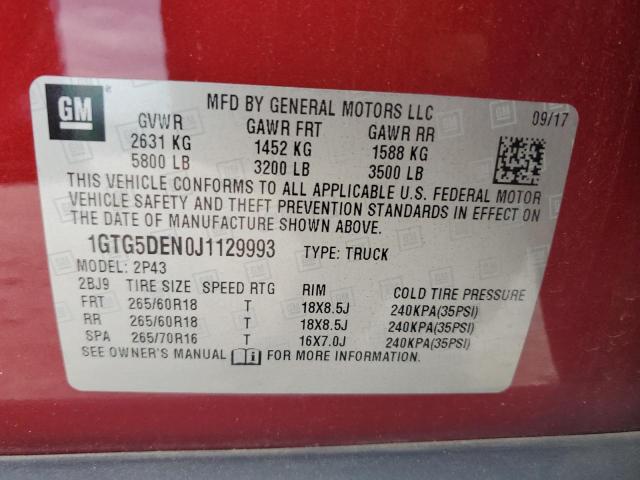 GM
MFD BY GENERAL MOTORS LLC
09/17
GVWR GAWR FRT GAWR RR
2631 KG 1452 KG 1588 KG
5800 LB 3200 LB 3500 LB
THIS VEHICLE CONFORMS TO ALL APPLICABLE U.S. FEDERAL MOTOR
VEHICLE SAFETY AND THEFT PREVENTION STANDARDS IN EFFECT ON
THE DATE OF MANUFACTURE SHOWN ABOVE.
1GTG5DEN0J1129993 TYPE: TRUCK
MODEL: 2P43
2BJ9 TIRE SIZE SPEED RTG RIM COLD TIRE PRESSURE
FRT 265/60R18 T 18X8.5J 240KPA(35PSI)
RR 265/60R18 T 18X8.5J 240KPA(35PSI)
SPA 265/70R16 T 16X7.0J 240KPA(35PSI)
SEE OWNER'S MANUAL FOR MORE INFORMATION.